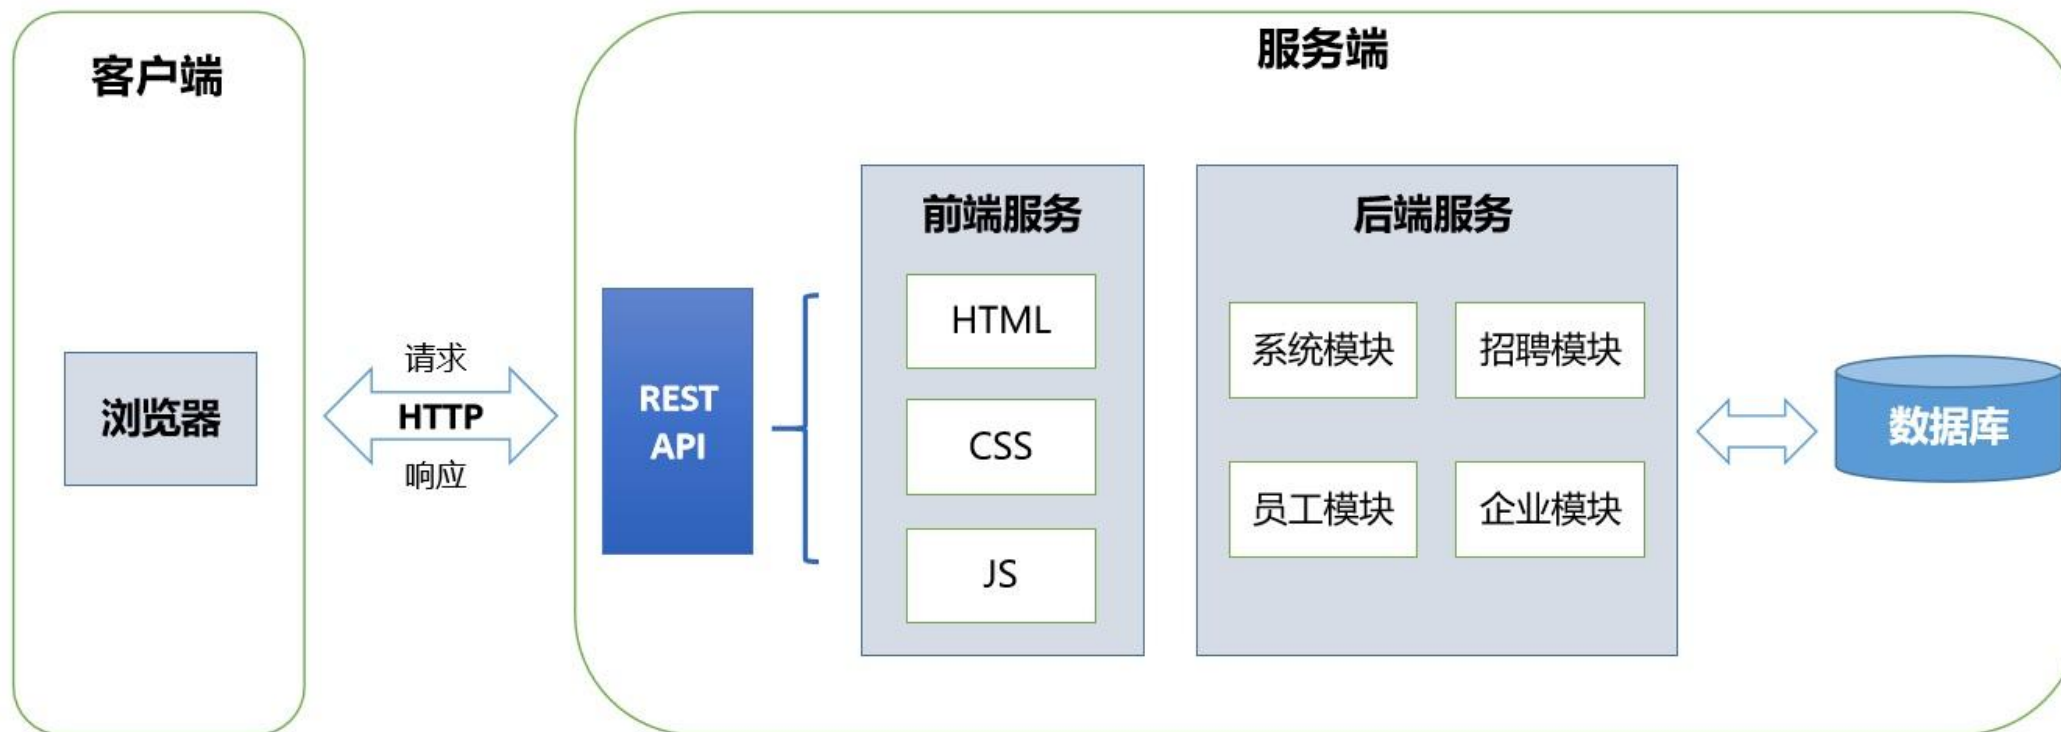 客户端
浏览器
请求
HTTP
响应
服务端
REST
API
前端服务
HTML
CSS
JS
后端服务
系统模块
招聘模块
员工模块
企业模块
数据库